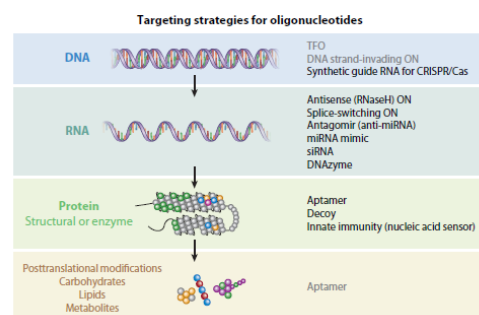 Targeting strategies for oligonucleotides
DNA
TFO
DNA strand-invading ON
Synthetic guide RNA for CRISPR/Cas
RNA
Antisense (RNaseH) ON
Splice-switching ON
Antagomir (anti-miRNA)
miRNA mimic
siRNA
DNAzyme
Protein
Structural or enzyme
Aptamer
Decoy
Innate immunity (nucleic acid sensor)
Posttranslational modifications
Carbohydrates
Lipids
Metabolites
Aptamer